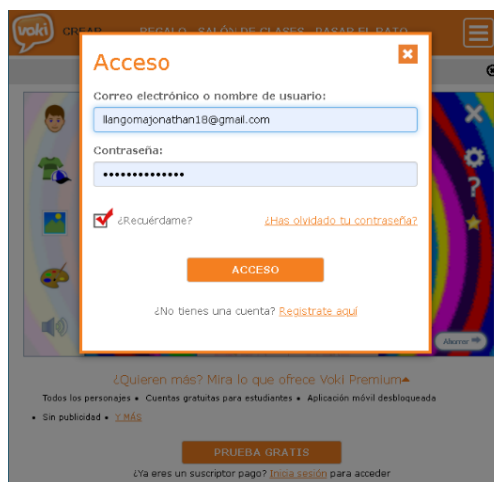 voki CREAR REGALO SALÓN DE CLASES PASAR EL RATO
Acceso
Correo electrónico o nombre de usuario:
llangomajonathan18@gmail.com
Contraseña:
••••••••••••••
¿Recuérdame? ¿Has olvidado tu contraseña?
ACCESO
¿No tienes una cuenta? Registrate aquí
Ahorrar
¿Quieren más? Mira lo que ofrece Voki Premium
Todos los personajes • Cuentas gratuitas para estudiantes • Aplicación móvil desbloqueada
• Sin publicidad • Y MÁS
PRUEBA GRATIS
¿Ya eres un suscriptor pago? Inicia sesión para acceder